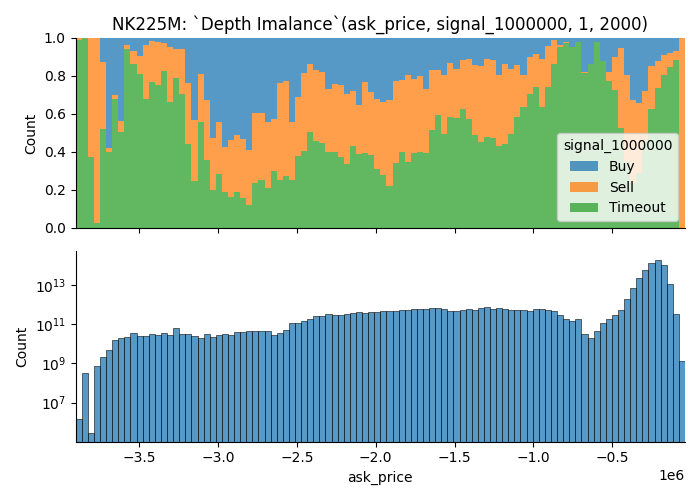 NK225M: `Depth Imalance`(ask_price, signal_1000000, 1, 2000)
1.0
0.8
0.6
0.4
0.2
0.0
Count
signal_1000000
Buy
Sell
Timeout
10^13
10^11
10^9
10^7
Count
−3.5 −3.0 −2.5 −2.0 −1.5 −1.0 −0.5
1e6
ask_price